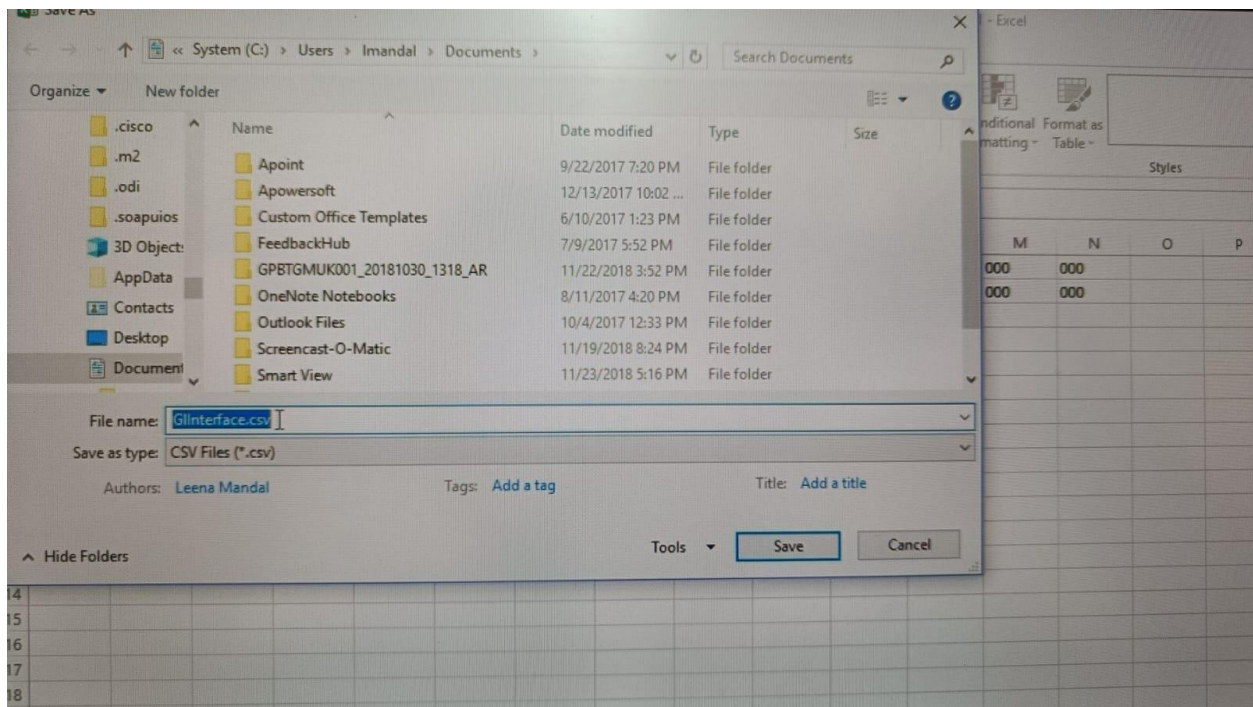 Save As
- Excel
« System (C:) > Users > lmandal > Documents >
Search Documents
Organize
New folder
Name
Date modified
Type
Size
.cisco
.m2
.odi
.soapuios
3D Object
AppData
Contacts
Desktop
Document
Apoint 9/22/2017 7:20 PM File folder
Apowersoft 12/13/2017 10:02 ... File folder
Custom Office Templates 6/10/2017 1:23 PM File folder
FeedbackHub 7/9/2017 5:52 PM File folder
GPBTGMUK001_20181030_1318_AR 11/22/2018 3:52 PM File folder
OneNote Notebooks 8/11/2017 4:20 PM File folder
Outlook Files 10/4/2017 12:33 PM File folder
Screencast-O-Matic 11/19/2018 8:24 PM File folder
Smart View 11/23/2018 5:16 PM File folder
File name: GlInterface.csv
Save as type: CSV Files (*.csv)
Authors: Leena Mandal
Tags: Add a tag
Title: Add a title
Hide Folders
Tools
Save
Cancel
nditional Format as
matting Table
Styles
M N O P
000 000
000 000
14
15
16
17
18